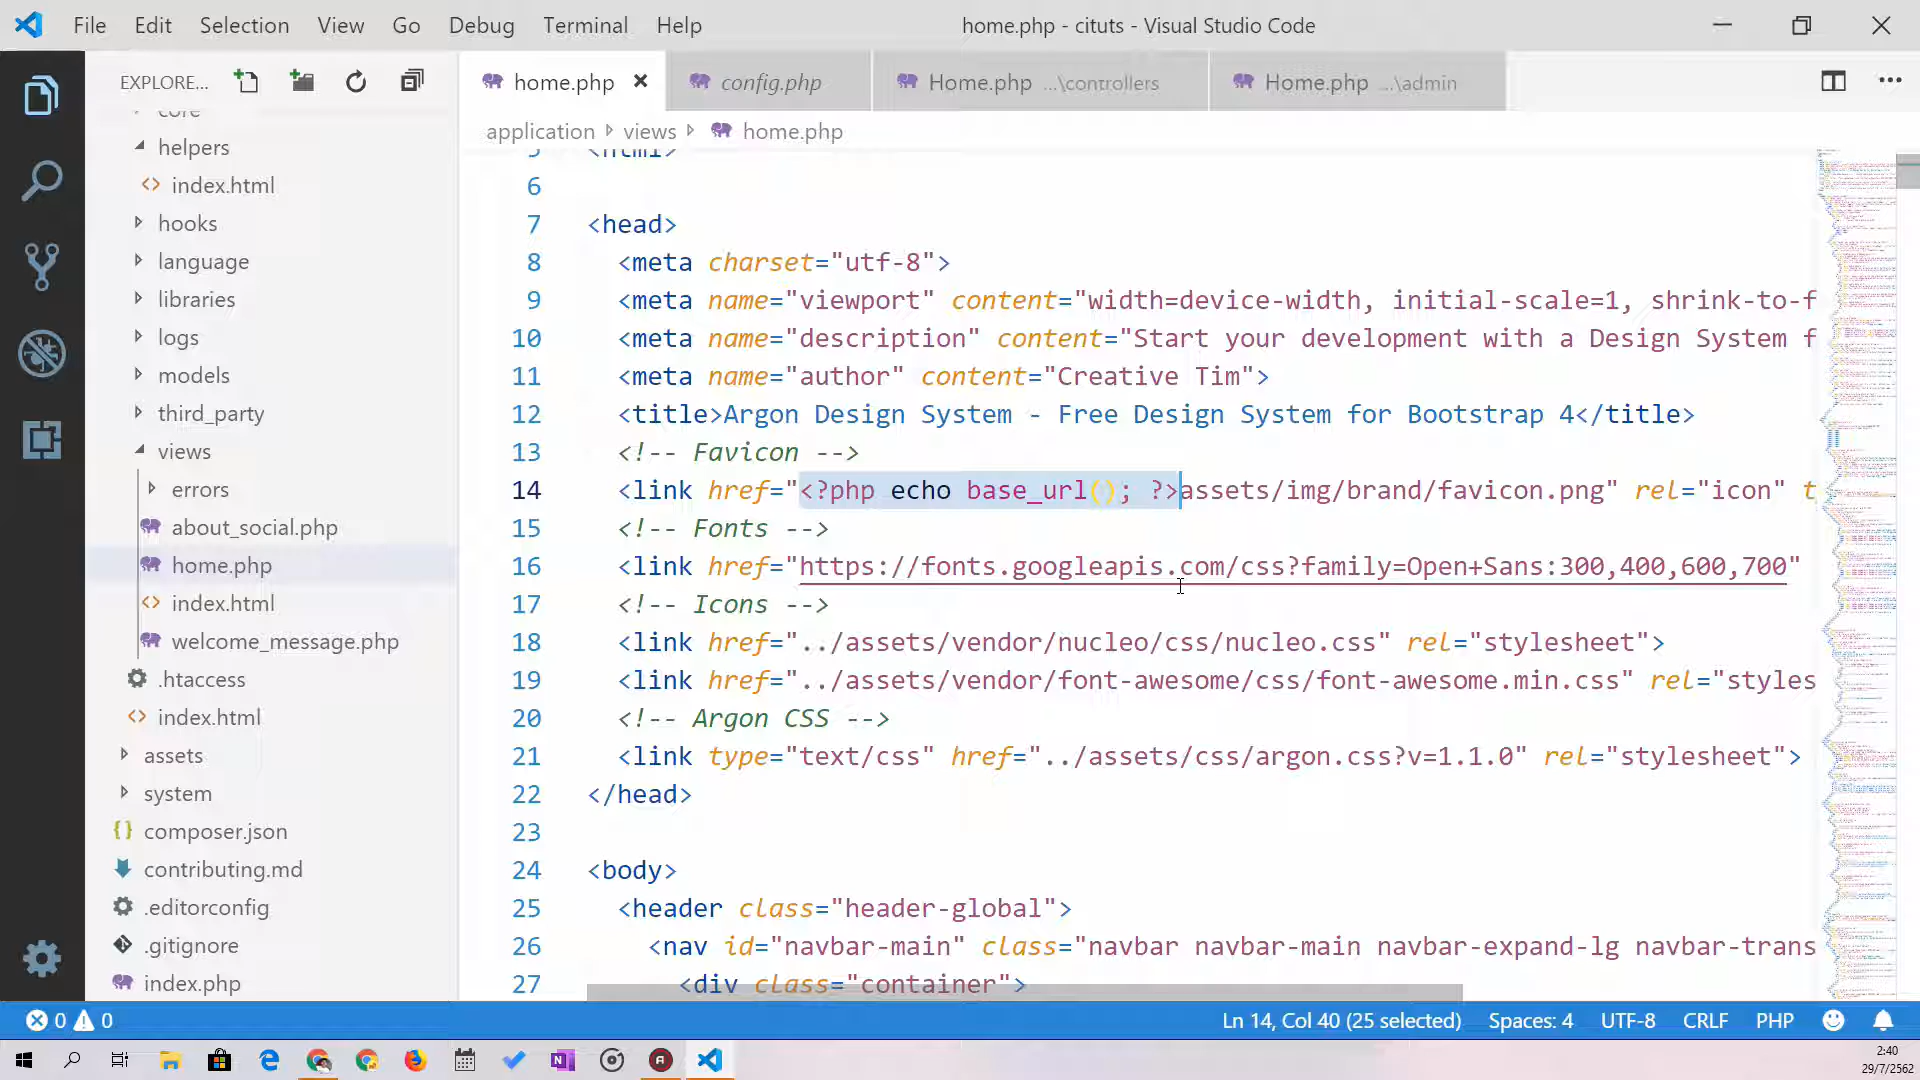 File Edit Selection View Go Debug Terminal Help
home.php - cituts - Visual Studio Code
EXPLORE...
home.php config.php Home.php ...\controllers Home.php ...\admin
application views home.php
core
helpers
index.html
hooks
language
libraries
logs
models
third_party
views
errors
about_social.php
home.php
index.html
welcome_message.php
.htaccess
index.html
assets
system
composer.json
contributing.md
.editorconfig
.gitignore
index.php
5 <html>
6
7 <head>
8 <meta charset="utf-8">
9 <meta name="viewport" content="width=device-width, initial-scale=1, shrink-to-f
10 <meta name="description" content="Start your development with a Design System f
11 <meta name="author" content="Creative Tim">
12 <title>Argon Design System - Free Design System for Bootstrap 4</title>
13 <!-- Favicon -->
14 <link href="<?php echo base_url(); ?>assets/img/brand/favicon.png" rel="icon" t
15 <!-- Fonts -->
16 <link href="https://fonts.googleapis.com/css?family=Open+Sans:300,400,600,700"
17 <!-- Icons -->
18 <link href="../assets/vendor/nucleo/css/nucleo.css" rel="stylesheet">
19 <link href="../assets/vendor/font-awesome/css/font-awesome.min.css" rel="styles
20 <!-- Argon CSS -->
21 <link type="text/css" href="../assets/css/argon.css?v=1.1.0" rel="stylesheet">
22 </head>
23
24 <body>
25 <header class="header-global">
26 <nav id="navbar-main" class="navbar navbar-main navbar-expand-lg navbar-trans
27 <div class="container">
0 0
Ln 14, Col 40 (25 selected) Spaces: 4 UTF-8 CRLF PHP
2:40
29/7/2562